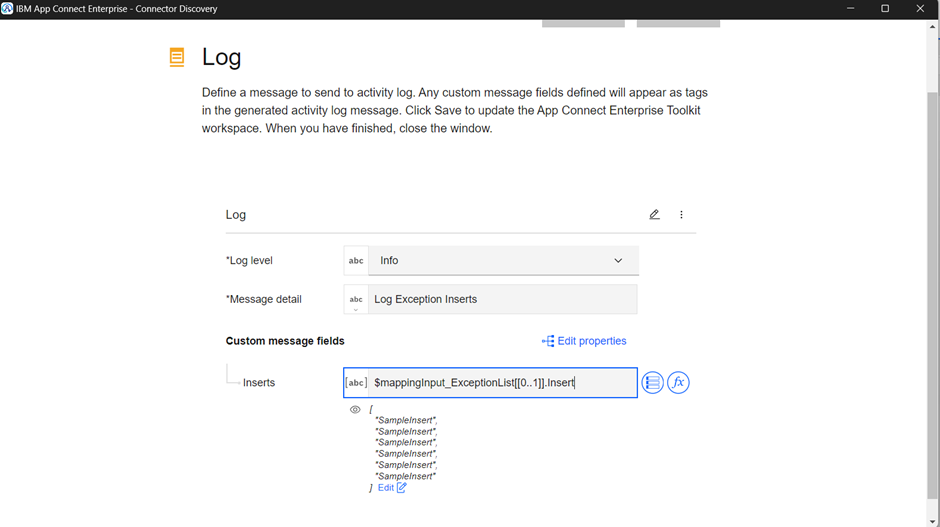 IBM App Connect Enterprise - Connector Discovery
Log
Define a message to send to activity log. Any custom message fields defined will appear as tags
in the generated activity log message. Click Save to update the App Connect Enterprise Toolkit
workspace. When you have finished, close the window.
Log
*Log level
abc
Info
*Message detail
abc
Log Exception Inserts
Custom message fields
Edit properties
Inserts
[abc]
$mappingInput_ExceptionList[[0..1]].Insert
fx
[
"SampleInsert",
"SampleInsert",
"SampleInsert",
"SampleInsert",
"SampleInsert",
"SampleInsert"
] Edit